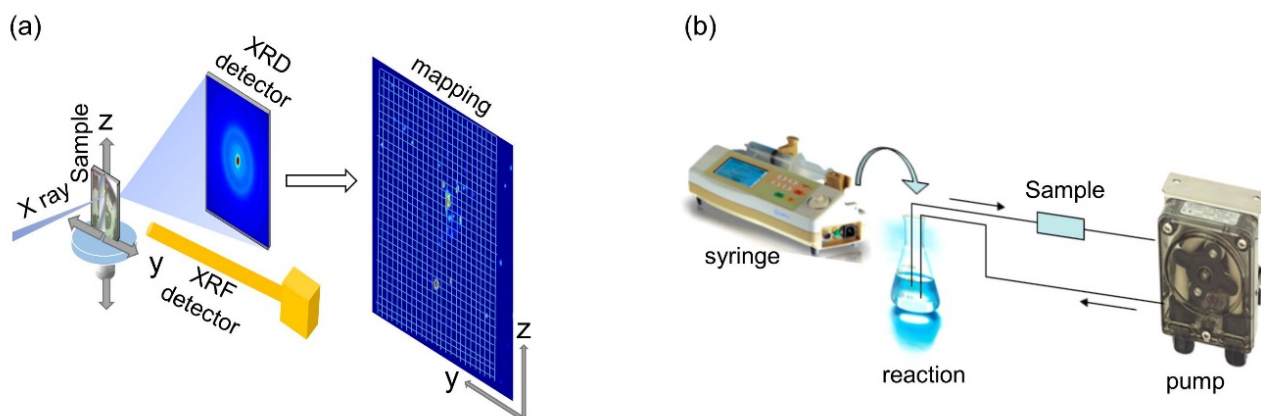 (a)
XRD
detector
mapping
Sample
z
X ray
y
XRF
detector
z
y
(b)
Sample
syringe
reaction
pump